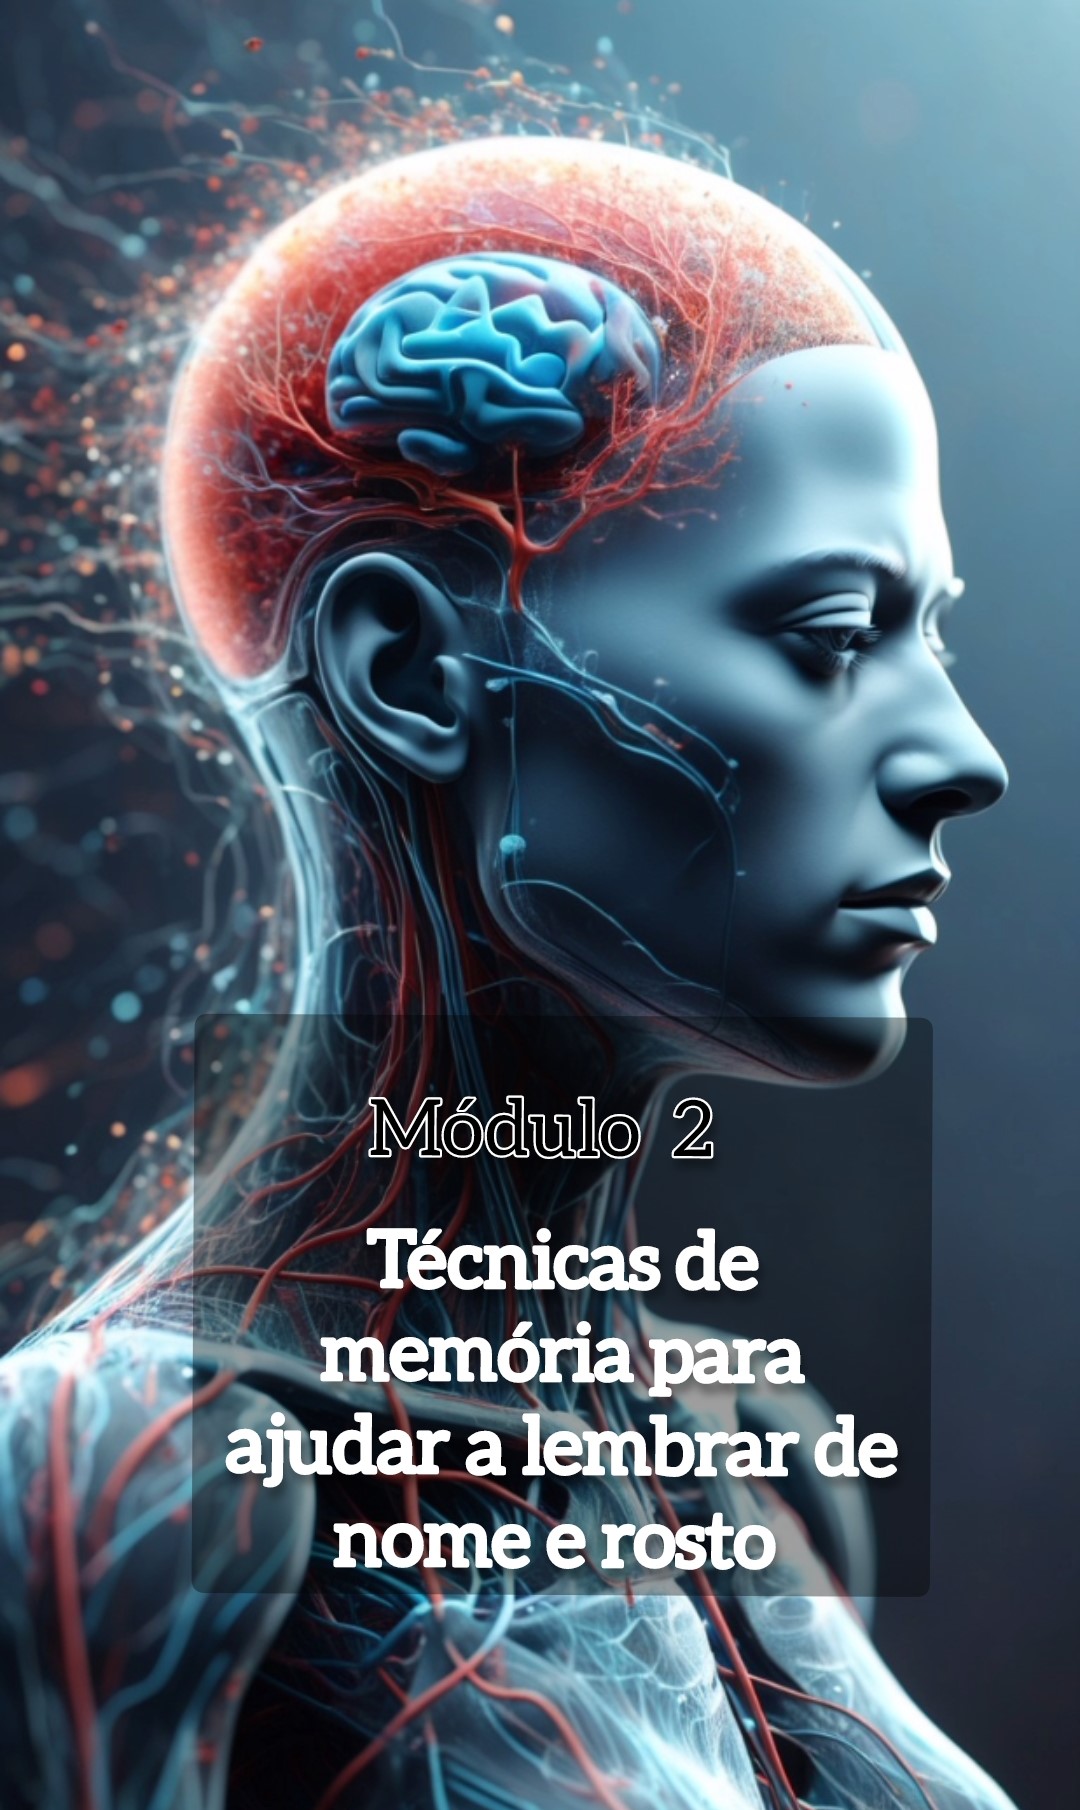 Módulo 2
Técnicas de
memória para
ajudar a lembrar de
nome e rosto